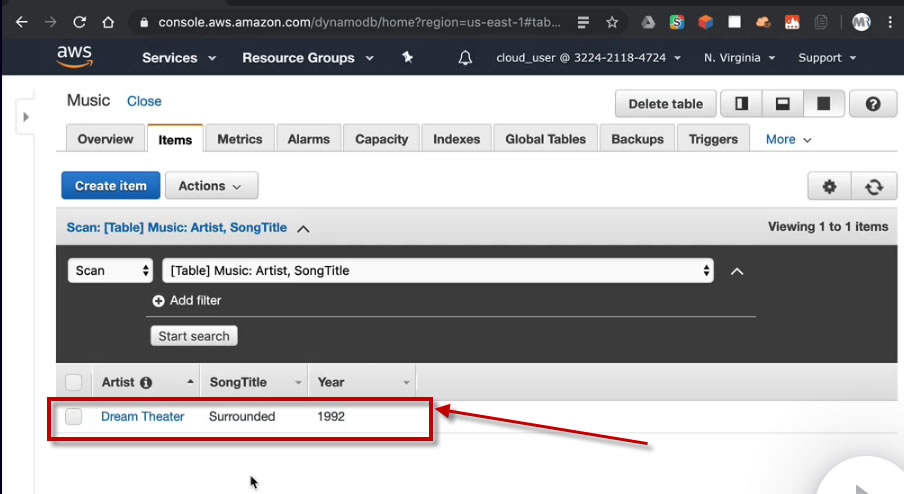 console.aws.amazon.com/dynamodb/home?region=us-east-1#tab...
MR
aws Services Resource Groups cloud_user @ 3224-2118-4724 N. Virginia Support
Music Close Delete table
Overview Items Metrics Alarms Capacity Indexes Global Tables Backups Triggers More
Create item Actions
Scan: [Table] Music: Artist, SongTitle Viewing 1 to 1 items
Scan [Table] Music: Artist, SongTitle
Add filter
Start search
Artist SongTitle Year
Dream Theater Surrounded 1992